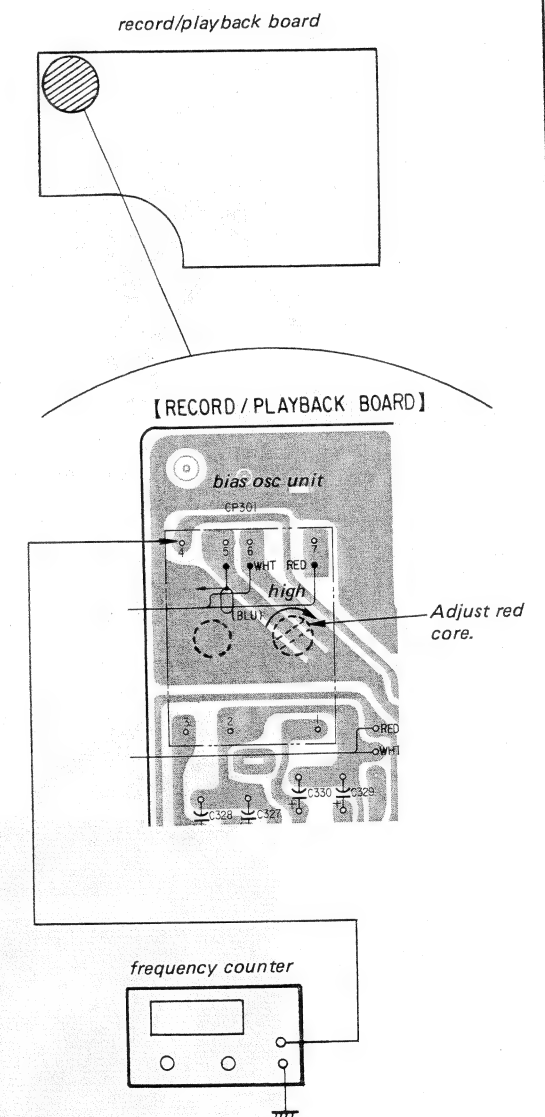 record/playback board
【RECORD / PLAYBACK BOARD】
bias osc unit
CP301
4 5 6 7
WHT RED
high
(BLU)
Adjust red
core.
3 2 1
RED
WHT
C330 C329
C328 C327
frequency counter